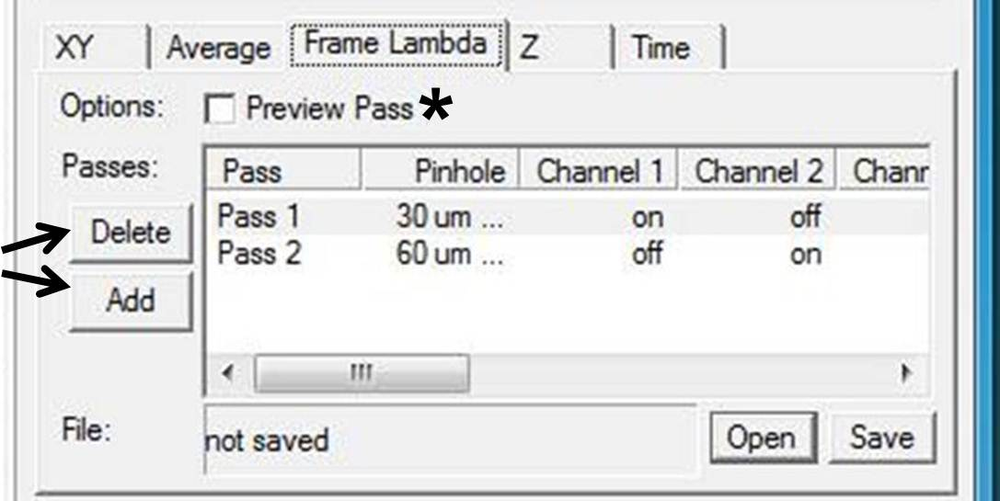 XY Average Frame Lambda Z Time
Options: Preview Pass *
Passes: Pass Pinhole Channel 1 Channel 2 Chanr
Delete Pass 1 30 um ... on off
Pass 2 60 um ... off on
Add
File: not saved Open Save